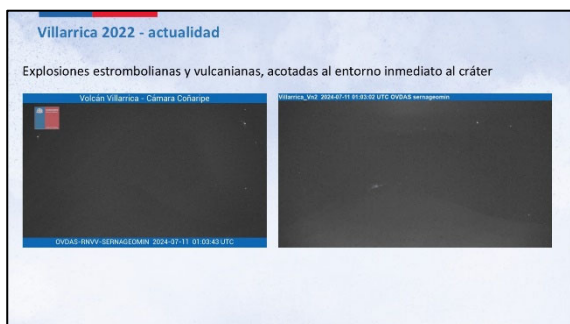 Villarrica 2022 - actualidad
Explosiones estrombolianas y vulcanianas, acotadas al entorno inmediato al cráter
Volcán Villarrica - Cámara Coñaripe
OVDAS-RNVV-SERNAGEOMIN 2024-07-11 01:03:43 UTC
Villarrica_Vn2 2024-07-11 01:03:02 UTC OVDAS sernageomin